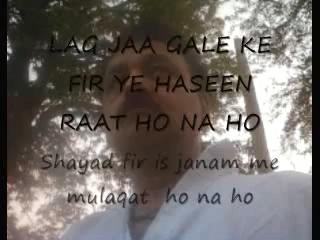 LAG JAA GALE KE
FIR YE HASEEN
RAAT HO NA HO
Shayad fir is janam me
mulaqat ho na ho